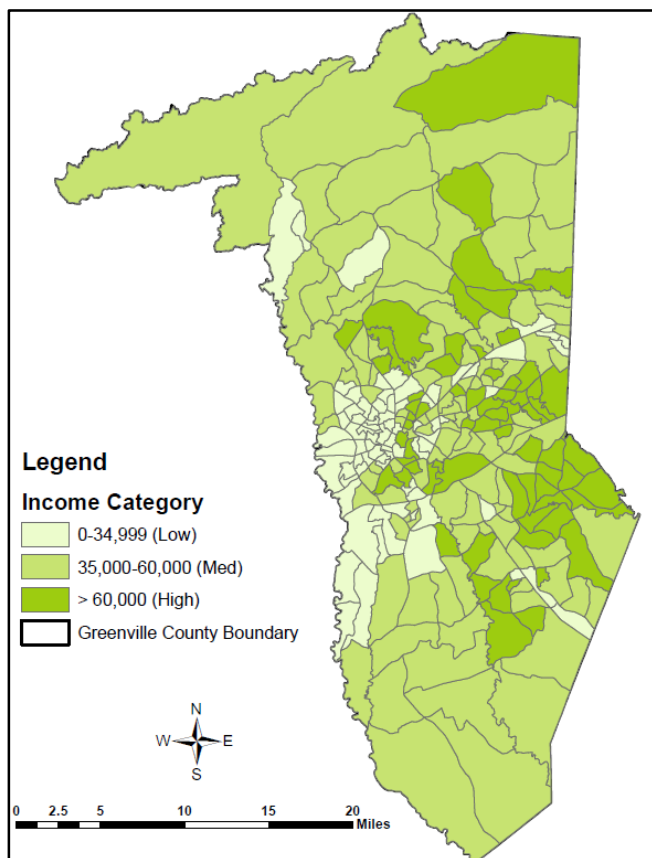 Legend
Income Category
0-34,999 (Low)
35,000-60,000 (Med)
> 60,000 (High)
Greenville County Boundary
N
W E
S
0 2.5 5 10 15 20
Miles